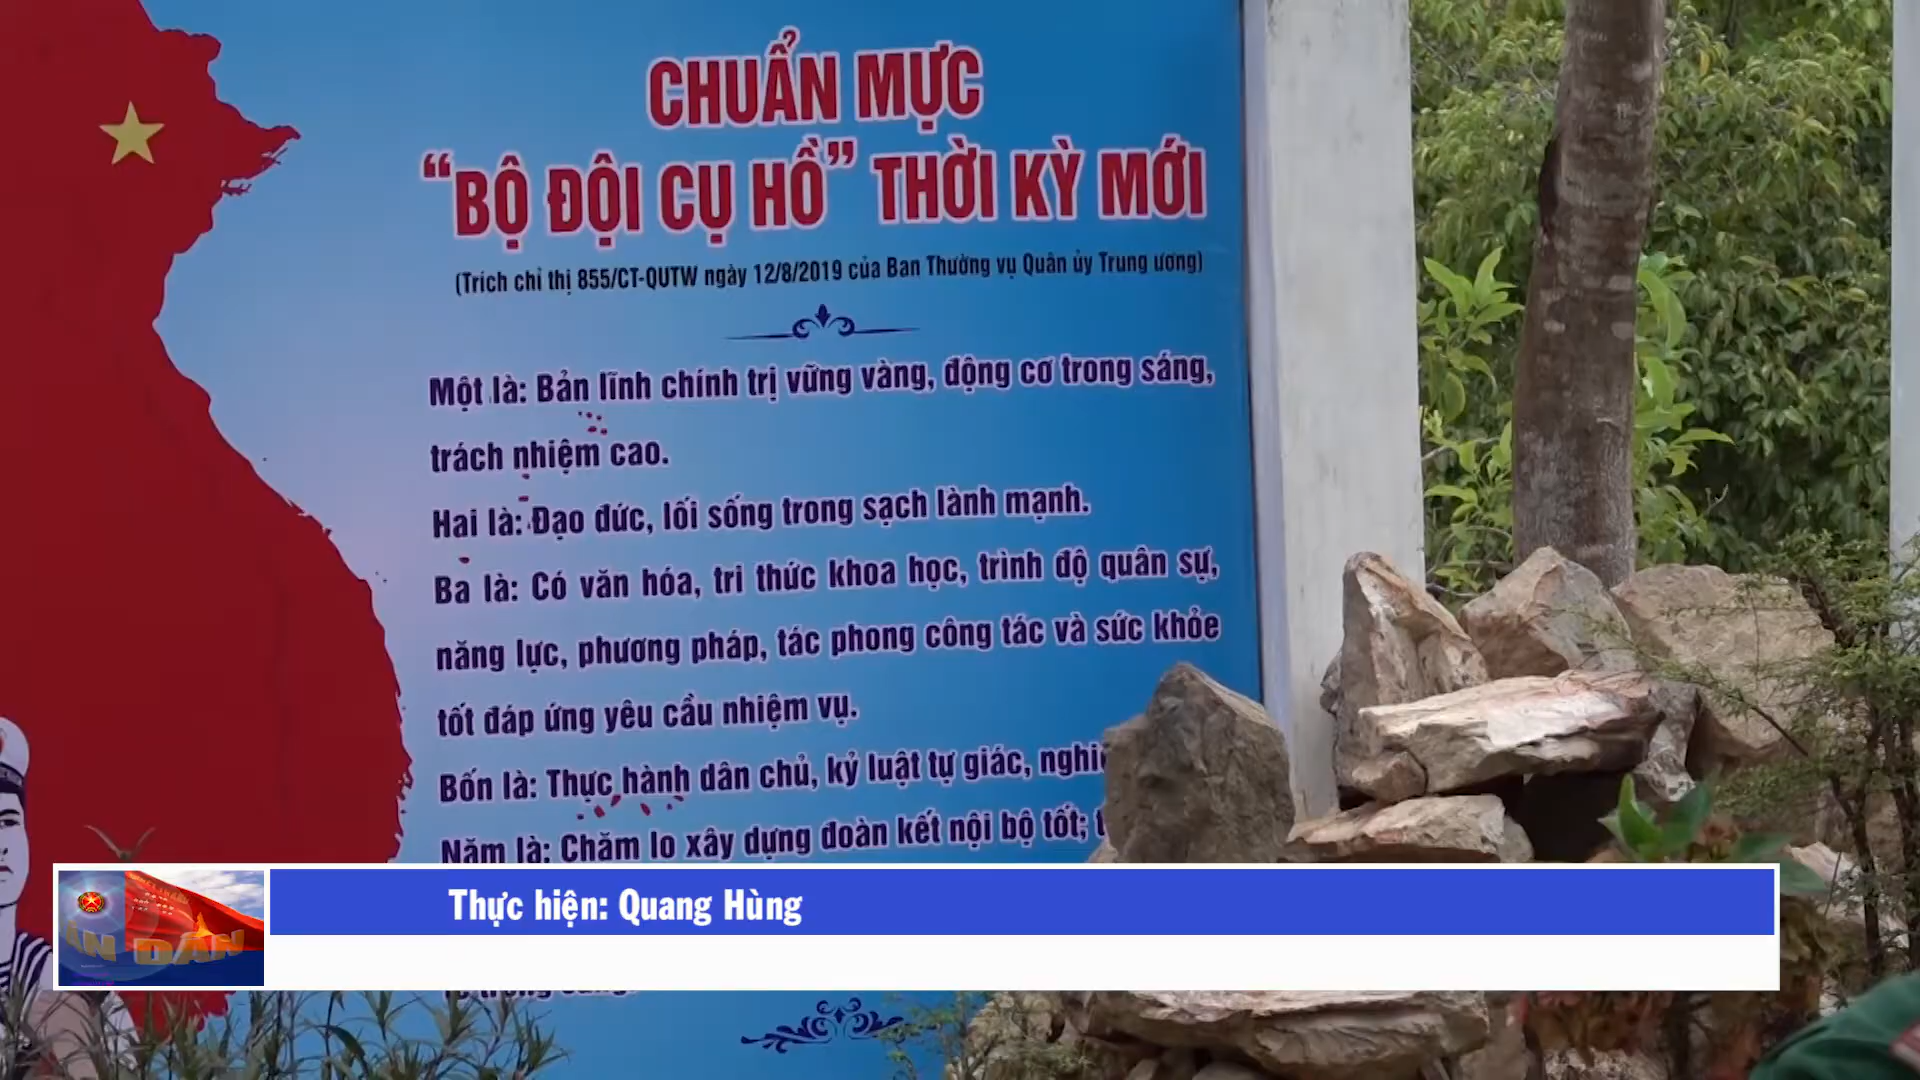 CHUẨN MỰC
“BỘ ĐỘI CỤ HỒ” THỜI KỲ MỚI
(Trích chỉ thị 855/CT-QUTW ngày 12/8/2019 của Ban Thường vụ Quân ủy Trung ương)
Một là: Bản lĩnh chính trị vững vàng, động cơ trong sáng,
trách nhiệm cao.
Hai là: Đạo đức, lối sống trong sạch lành mạnh.
Ba là: Có văn hóa, tri thức khoa học, trình độ quân sự,
năng lực, phương pháp, tác phong công tác và sức khỏe
tốt đáp ứng yêu cầu nhiệm vụ.
Bốn là: Thực hành dân chủ, kỷ luật tự giác,
Năm là: Chăm lo xây dựng đoàn kết nội bộ tốt;
Thực hiện: Quang Hùng
DÂN